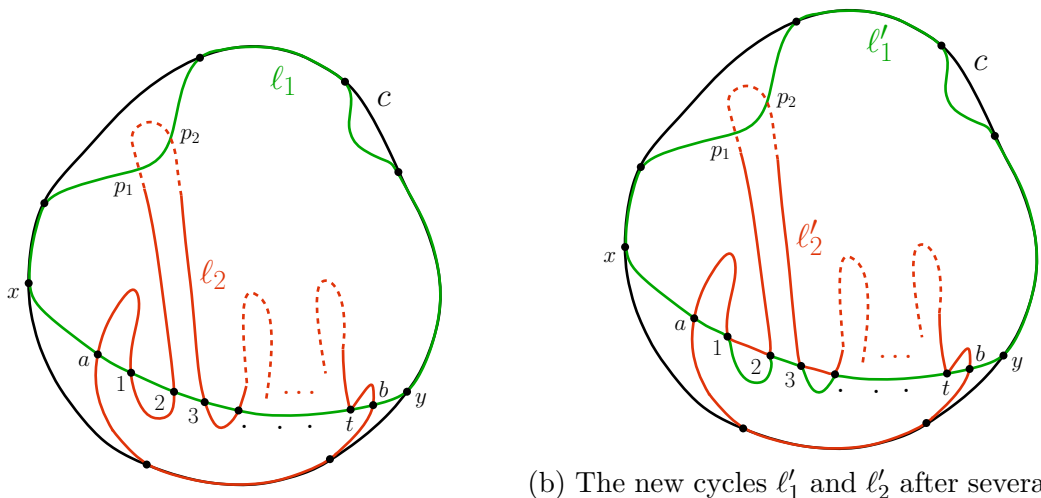 ℓ₁
c
p₂
p₁
ℓ₂
x
a
1
2
3
. . .
. . .
t
b
y
ℓ′₁
c
p₂
p₁
ℓ′₂
x
a
1
2
3
. . .
. . .
t
b
y
(b) The new cycles ℓ′₁ and ℓ′₂ after severa